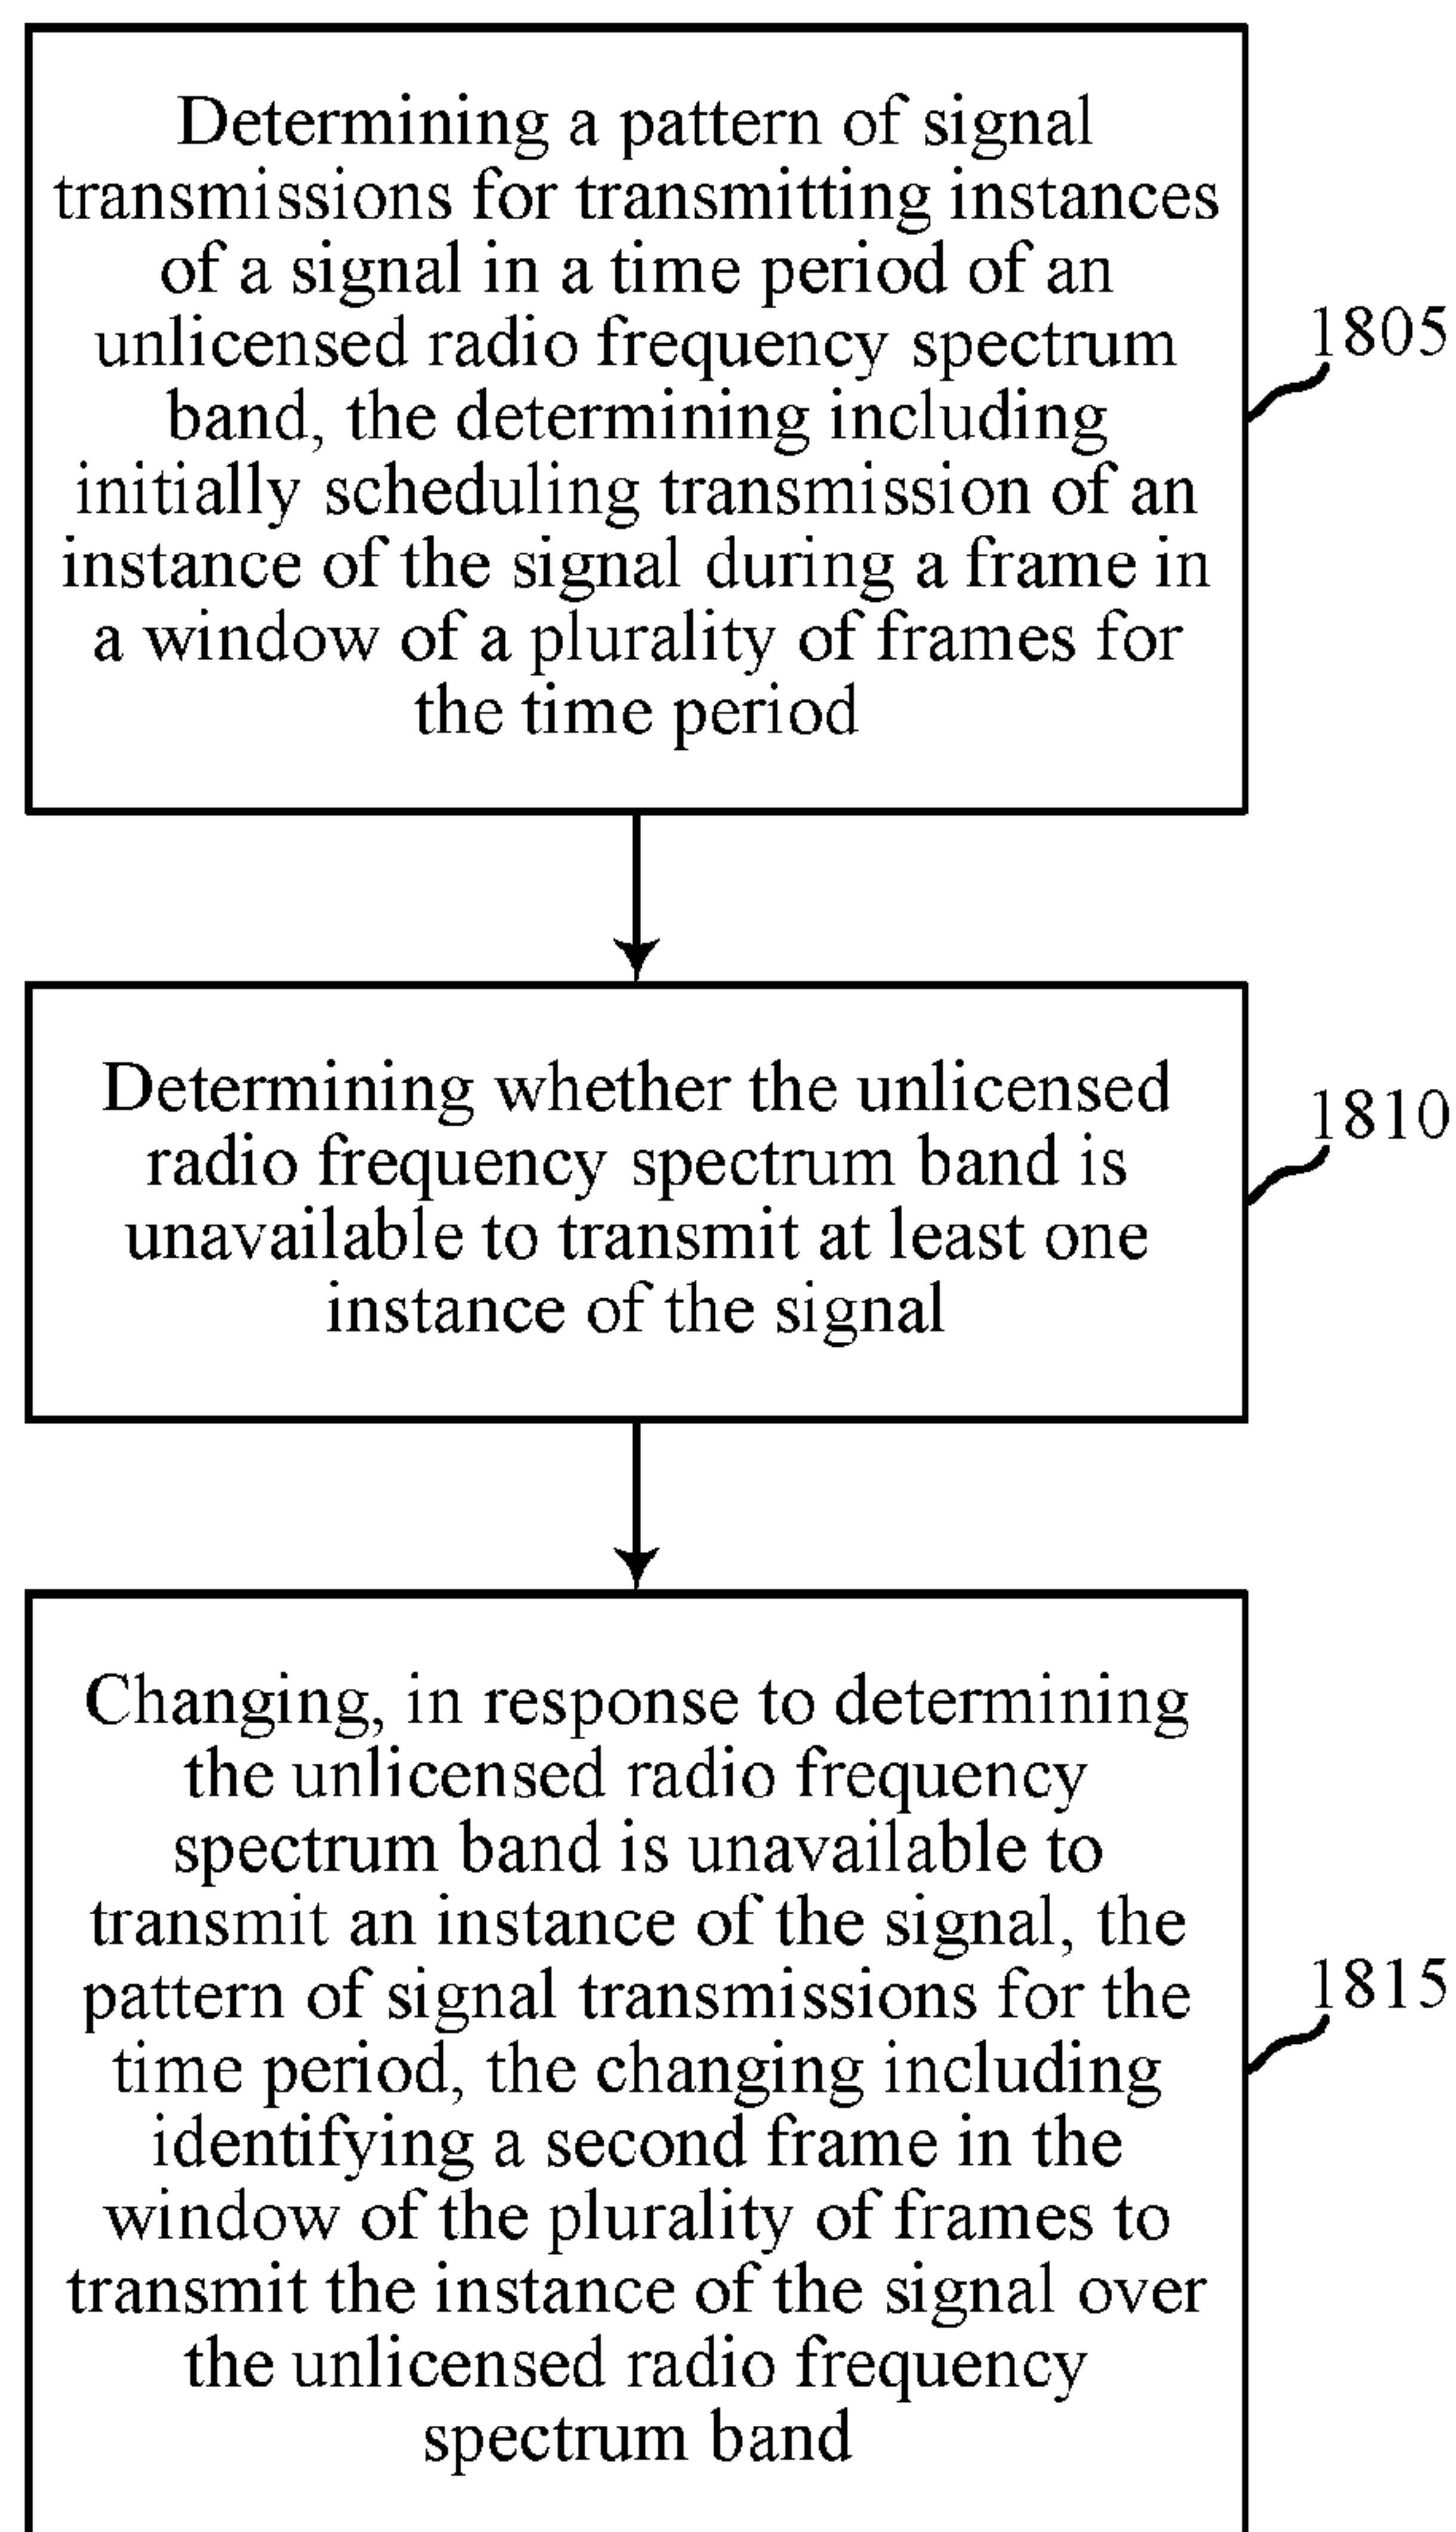 Determining a pattern of signal
transmissions for transmitting instances
of a signal in a time period of an
unlicensed radio frequency spectrum
band, the determining including
initially scheduling transmission of an
instance of the signal during a frame in
a window of a plurality of frames for
the time period
1805
Determining whether the unlicensed
radio frequency spectrum band is
unavailable to transmit at least one
instance of the signal
1810
Changing, in response to determining
the unlicensed radio frequency
spectrum band is unavailable to
transmit an instance of the signal, the
pattern of signal transmissions for the
time period, the changing including
identifying a second frame in the
window of the plurality of frames to
transmit the instance of the signal over
the unlicensed radio frequency
spectrum band
1815